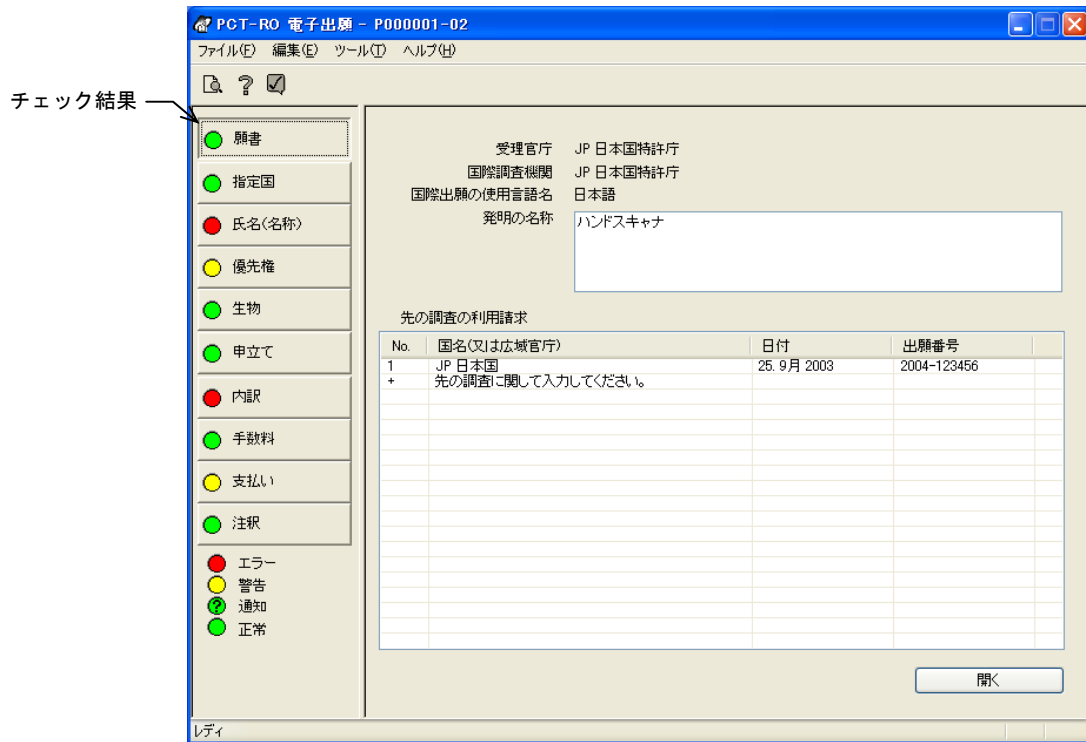 PCT-RO 電子出願 - P000001-02
ファイル(F) 編集(E) ツール(T) ヘルプ(H)
チェック結果
願書
指定国
氏名(名称)
優先権
生物
申立て
内訳
手数料
支払い
注釈
エラー
警告
通知
正常
受理官庁 JP 日本国特許庁
国際調査機関 JP 日本国特許庁
国際出願の使用言語名 日本語
発明の名称 ハンドスキャナ
先の調査の利用請求
No. 国名(又は広域官庁) 日付 出願番号
1 JP 日本国 25. 9月 2003 2004-123456
+ 先の調査に関して入力してください。
開く
レディ